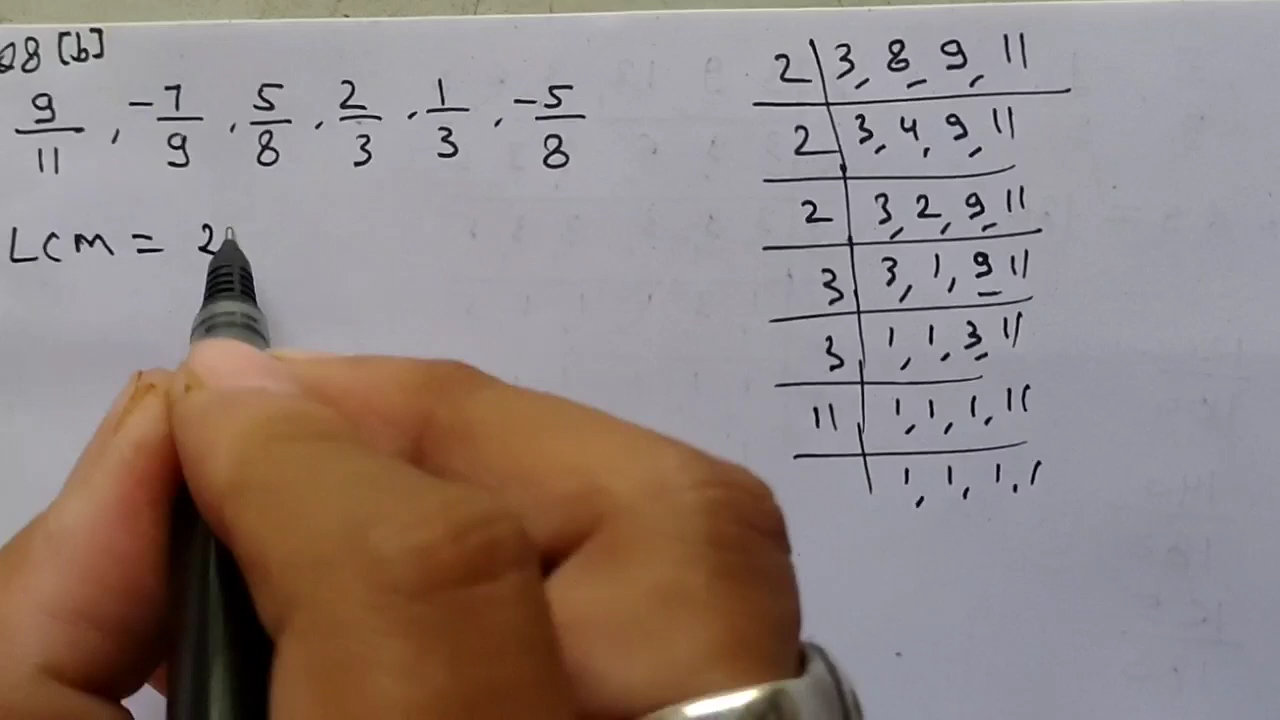 Q8 [b]
9/11, -7/9, 5/8, 2/3, 1/3, -5/8
LCM = 2
2 | 3, 8, 9, 11
2 | 3, 4, 9, 11
2 | 3, 2, 9, 11
3 | 3, 1, 9 11
3 | 1, 1, 3, 11
11 | 1, 1, 1, 11
1, 1, 1, 1